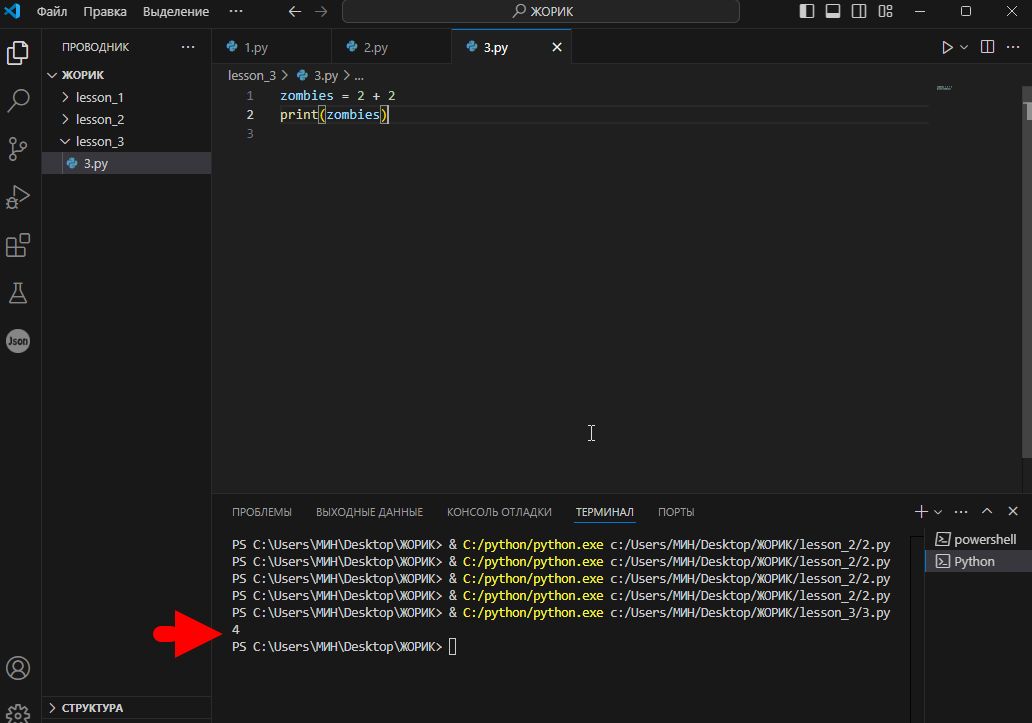 Файл Правка Выделение ··· ЖОРИК
ПРОВОДНИК ···
ЖОРИК
lesson_1
lesson_2
lesson_3
3.py
Json
СТРУКТУРА
1.py 2.py 3.py
lesson_3 > 3.py > ...
1 zombies = 2 + 2
2 print(zombies)
3
ПРОБЛЕМЫ ВЫХОДНЫЕ ДАННЫЕ КОНСОЛЬ ОТЛАДКИ ТЕРМИНАЛ ПОРТЫ
PS C:\Users\МИН\Desktop\ЖОРИК> & C:/python/python.exe c:/Users/МИН/Desktop/ЖОРИК/lesson_2/2.py
PS C:\Users\МИН\Desktop\ЖОРИК> & C:/python/python.exe c:/Users/МИН/Desktop/ЖОРИК/lesson_2/2.py
PS C:\Users\МИН\Desktop\ЖОРИК> & C:/python/python.exe c:/Users/МИН/Desktop/ЖОРИК/lesson_2/2.py
PS C:\Users\МИН\Desktop\ЖОРИК> & C:/python/python.exe c:/Users/МИН/Desktop/ЖОРИК/lesson_2/2.py
PS C:\Users\МИН\Desktop\ЖОРИК> & C:/python/python.exe c:/Users/МИН/Desktop/ЖОРИК/lesson_3/3.py
4
PS C:\Users\МИН\Desktop\ЖОРИК>
powershell
Python